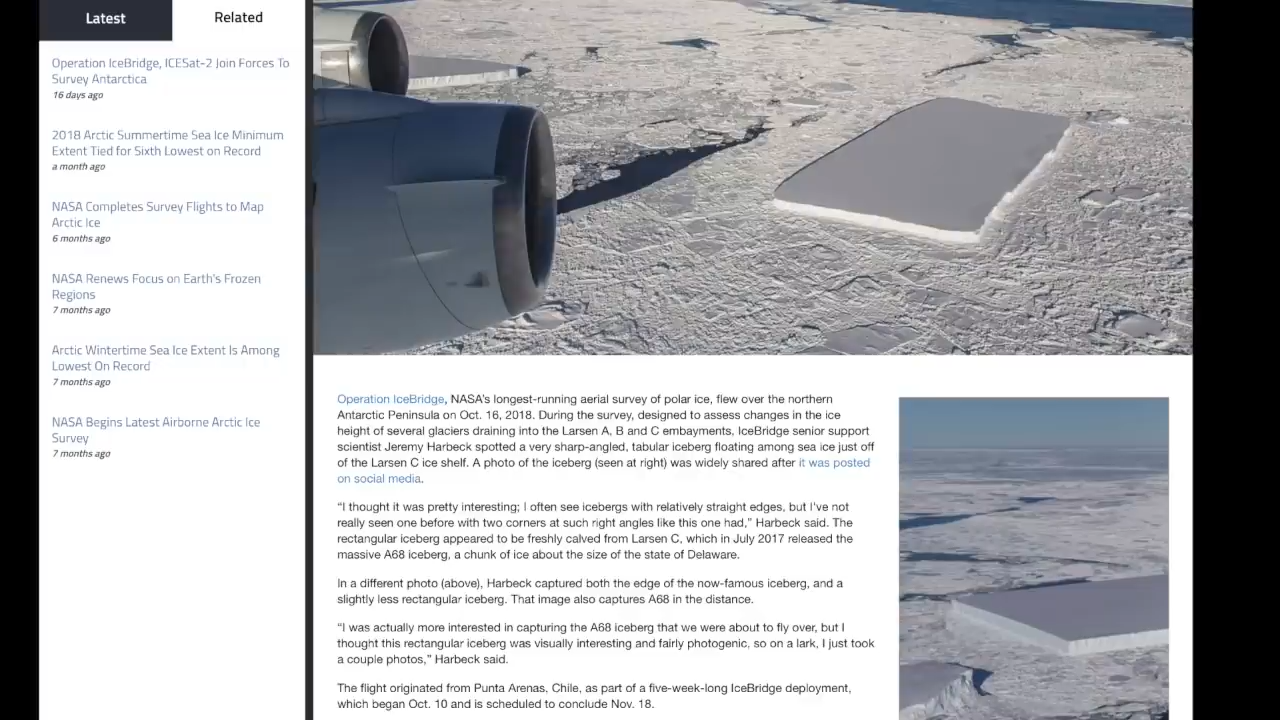 Latest
Related
Operation IceBridge, ICESat-2 Join Forces To
Survey Antarctica
16 days ago
2018 Arctic Summertime Sea Ice Minimum
Extent Tied for Sixth Lowest on Record
a month ago
NASA Completes Survey Flights to Map
Arctic Ice
6 months ago
NASA Renews Focus on Earth's Frozen
Regions
7 months ago
Arctic Wintertime Sea Ice Extent Is Among
Lowest On Record
7 months ago
NASA Begins Latest Airborne Arctic Ice
Survey
7 months ago
Operation IceBridge, NASA's longest-running aerial survey of polar ice, flew over the northern
Antarctic Peninsula on Oct. 16, 2018. During the survey, designed to assess changes in the ice
height of several glaciers draining into the Larsen A, B and C embayments, IceBridge senior support
scientist Jeremy Harbeck spotted a very sharp-angled, tabular iceberg floating among sea ice just off
of the Larsen C ice shelf. A photo of the iceberg (seen at right) was widely shared after it was posted
on social media.
“I thought it was pretty interesting; I often see icebergs with relatively straight edges, but I've not
really seen one before with two corners at such right angles like this one had,” Harbeck said. The
rectangular iceberg appeared to be freshly calved from Larsen C, which in July 2017 released the
massive A68 iceberg, a chunk of ice about the size of the state of Delaware.
In a different photo (above), Harbeck captured both the edge of the now-famous iceberg, and a
slightly less rectangular iceberg. That image also captures A68 in the distance.
“I was actually more interested in capturing the A68 iceberg that we were about to fly over, but I
thought this rectangular iceberg was visually interesting and fairly photogenic, so on a lark, I just took
a couple photos,” Harbeck said.
The flight originated from Punta Arenas, Chile, as part of a five-week-long IceBridge deployment,
which began Oct. 10 and is scheduled to conclude Nov. 18.